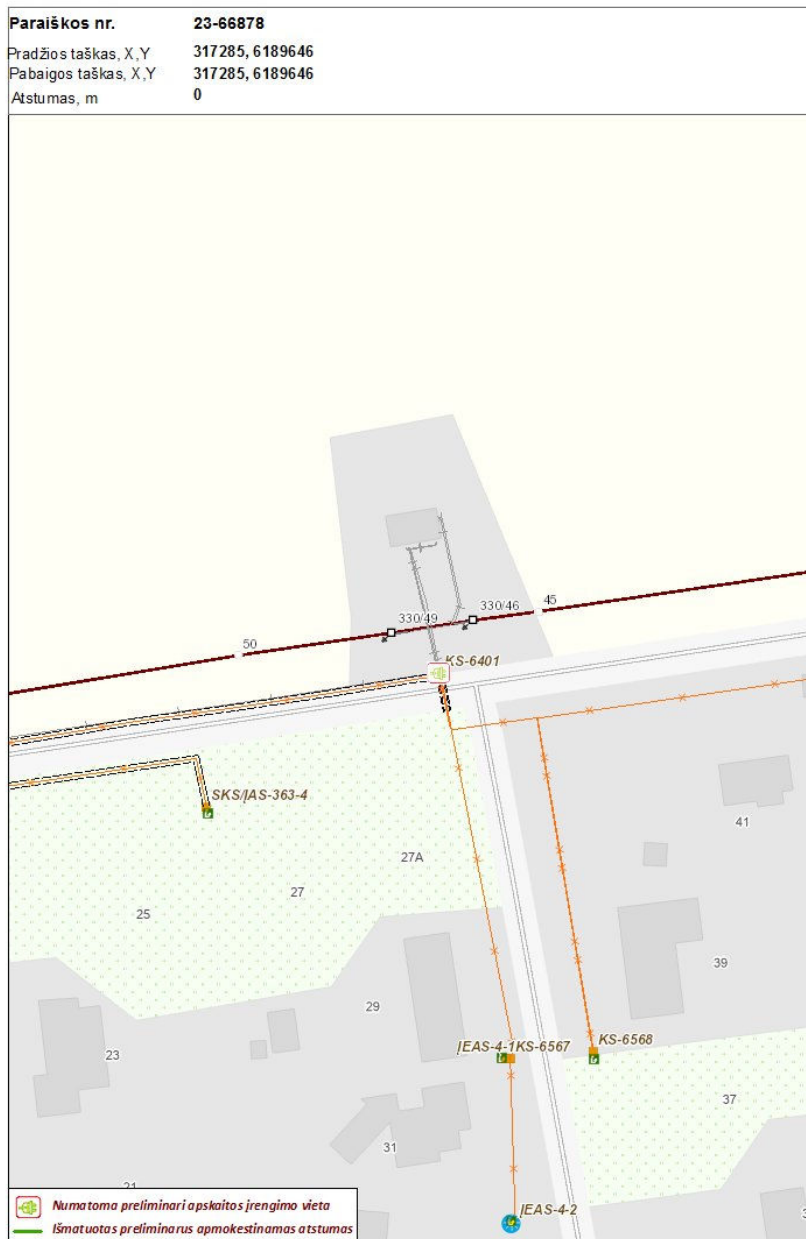 Paraiškos nr. 23-66878
Pradžios taškas, X,Y 317285, 6189646
Pabaigos taškas, X,Y 317285, 6189646
Atstumas, m 0
330/46
45
330/49
50
KS-6401
SKS/ĮAS-363-4
41
27A
27
25
39
29
ĮEAS-4-1KS-6567
KS-6568
23
37
31
21
ĮEAS-4-2
Numatoma preliminari apskaitos įrengimo vieta
Išmatuotas preliminarus apmokestinamas atstumas